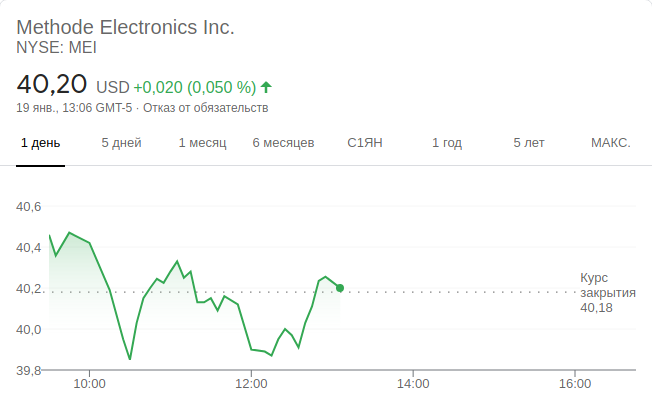 Methode Electronics Inc.
NYSE: MEI
40,20 USD +0,020 (0,050 %)
19 янв., 13:06 GMT-5 · Отказ от обязательств
1 день 5 дней 1 месяц 6 месяцев С1ЯН 1 год 5 лет МАКС.
40,6
40,4
40,2
40,0
39,8
Курс
закрытия
40,18
10:00 12:00 14:00 16:00